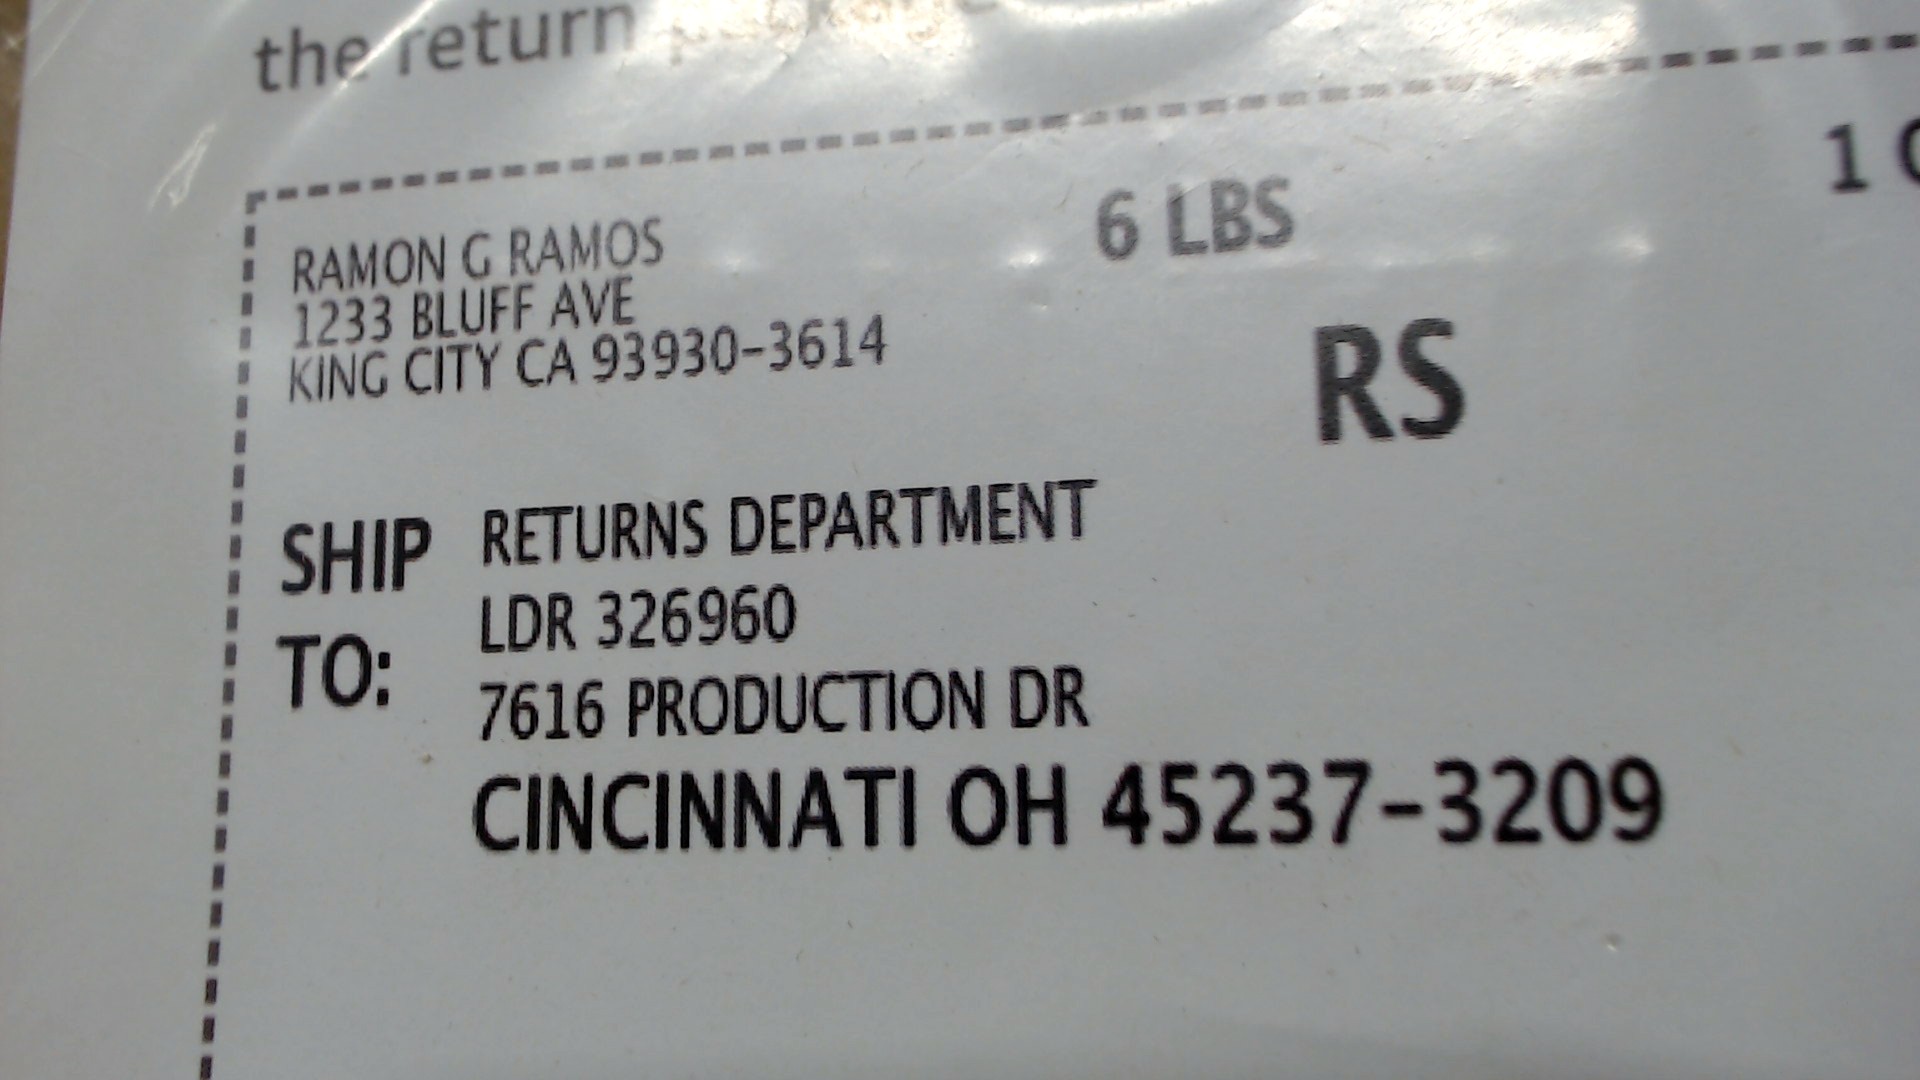 the return
6 LBS
1
RAMON G RAMOS
1233 BLUFF AVE
KING CITY CA 93930-3614
RS
SHIP TO:
RETURNS DEPARTMENT
LDR 326960
7616 PRODUCTION DR
CINCINNATI OH 45237-3209